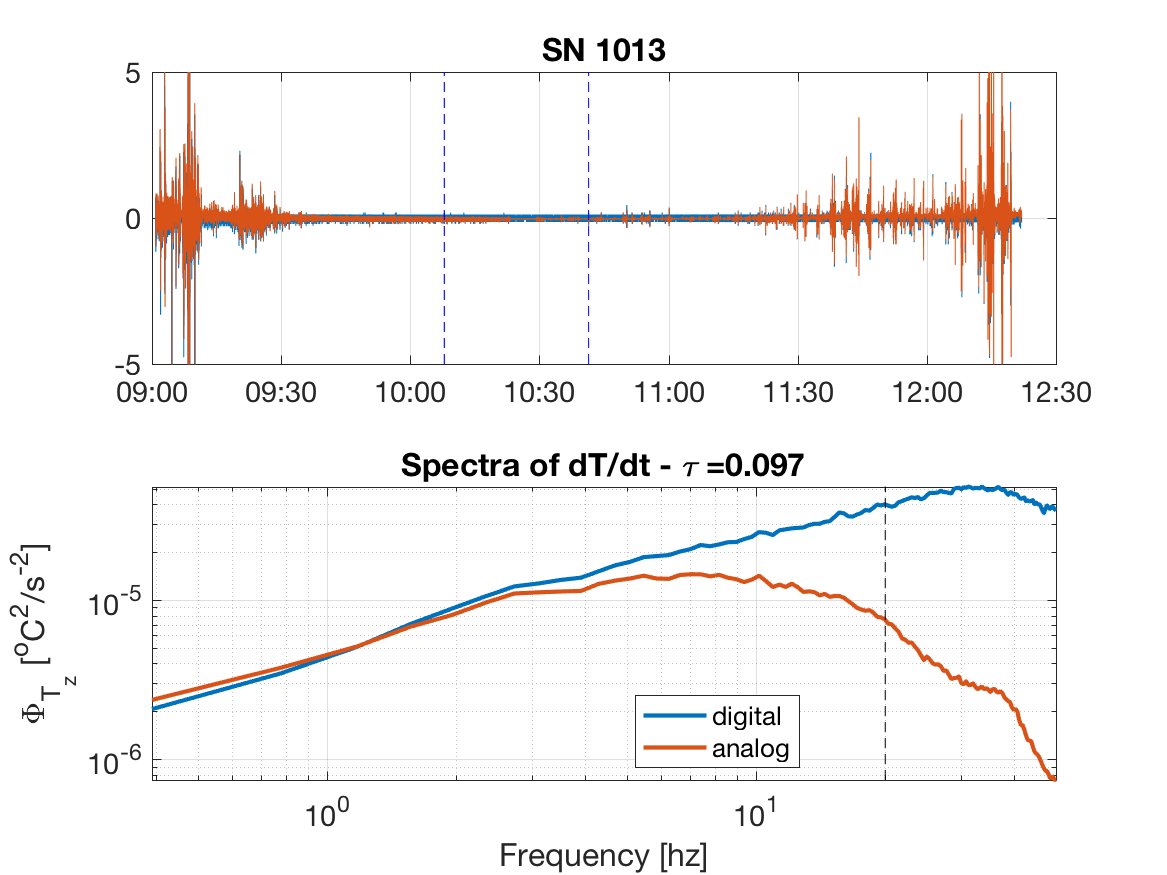 SN 1013
5
0
-5
09:00 09:30 10:00 10:30 11:00 11:30 12:00 12:30
Spectra of dT/dt - τ =0.097
Φ_{T_z} [°C²/s⁻²]
10⁻⁵
10⁻⁶
digital
analog
10⁰ 10¹
Frequency [hz]